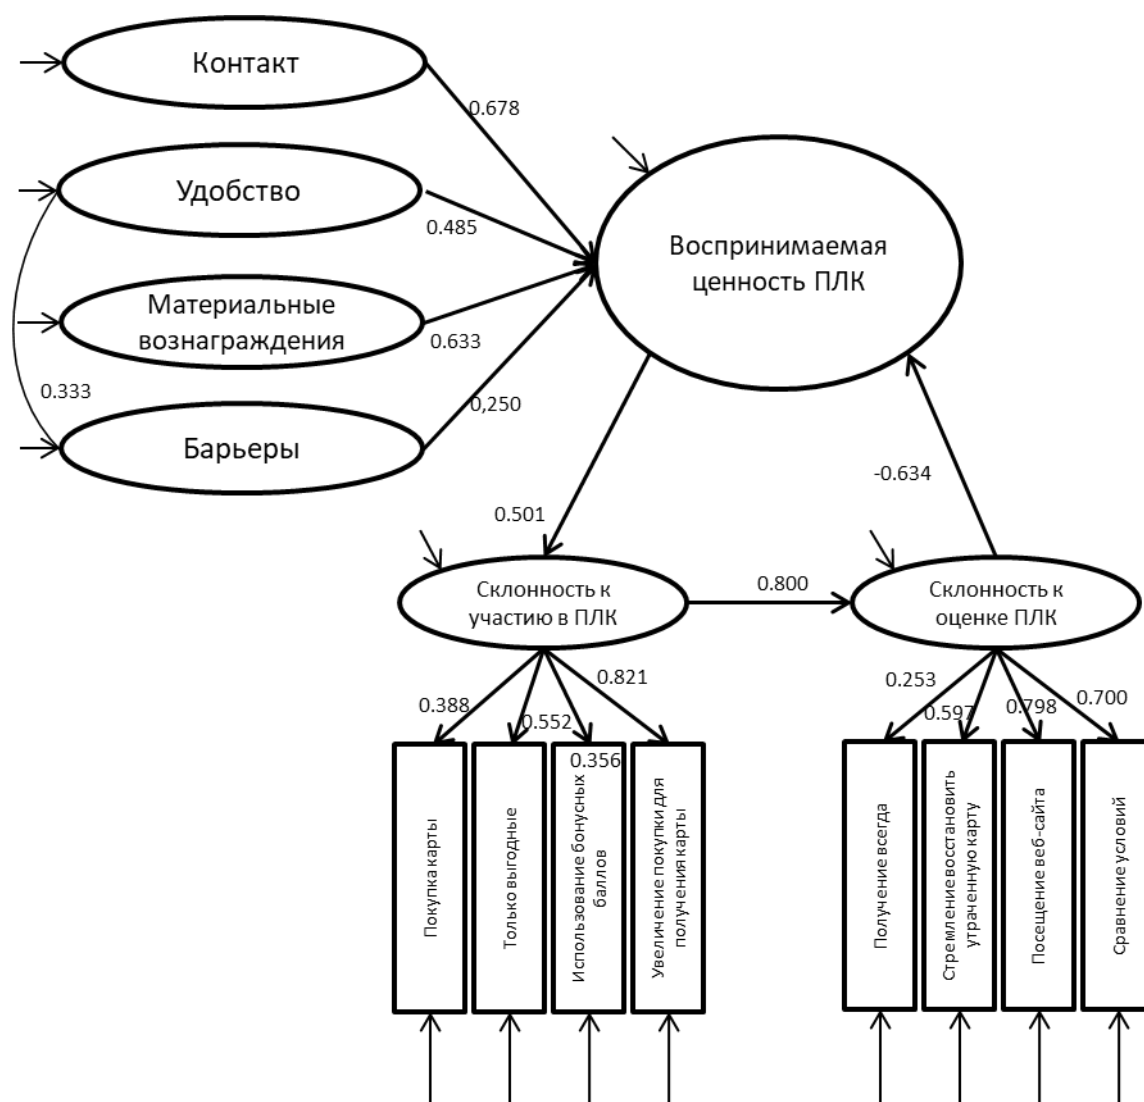 Контакт
0.678
Удобство
0.485
Воспринимаемая
ценность ПЛК
Материальные
вознаграждения
0.633
0.333
0,250
Барьеры
-0.634
0.501
Склонность к
участию в ПЛК
0.800
Склонность к
оценке ПЛК
0.388
0.552
0.356
0.821
0.253
0.597
0.798
0.700
Покупка карты
Только выгодные
Использование бонусных
баллов
Увеличение покупки для
получения карты
Получение всегда
Стремление восстановить
утраченную карту
Посещение веб-сайта
Сравнение условий